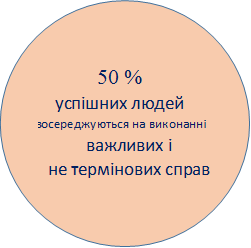 50 %
успішних людей
зосереджуються на виконанні
важливих і
не термінових справ